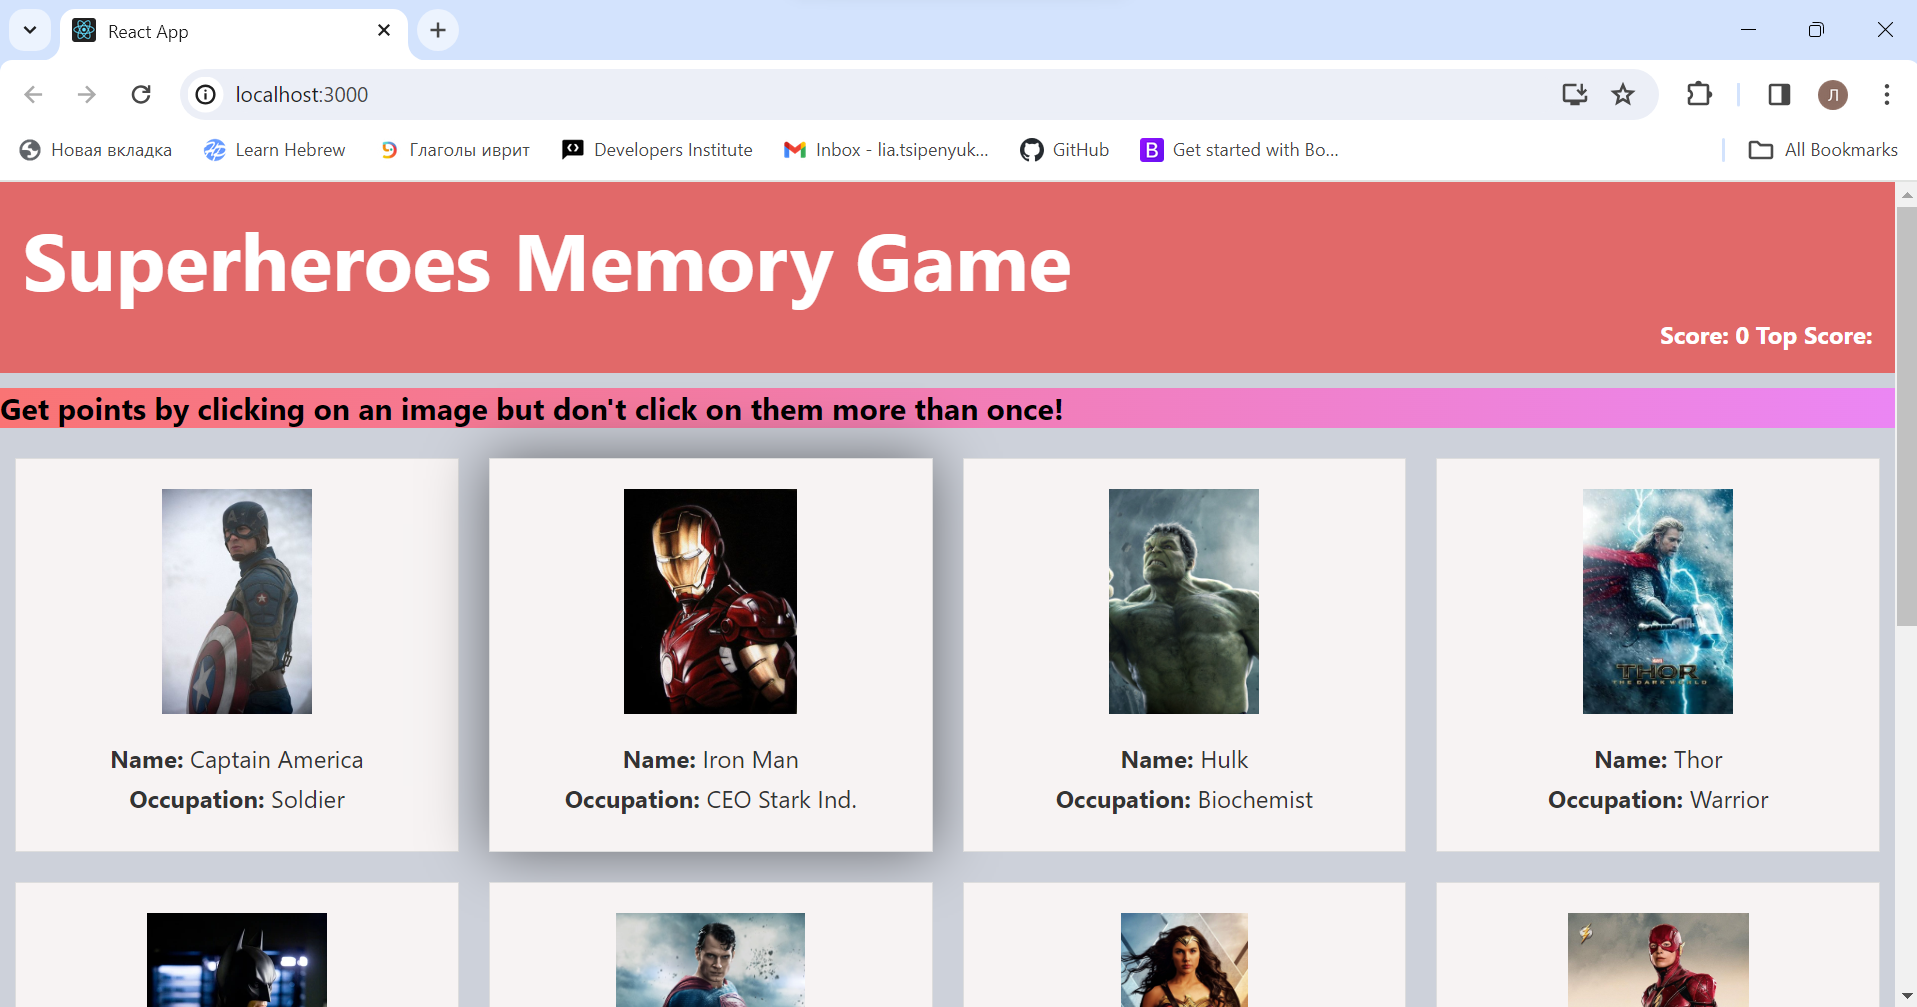 React App
localhost:3000
Л
Новая вкладка
Learn Hebrew
Глаголы иврит
Developers Institute
Inbox - lia.tsipenyuk...
GitHub
B
Get started with Bo...
All Bookmarks
Superheroes Memory Game
Score: 0 Top Score:
Get points by clicking on an image but don't click on them more than once!
THOR
THE DARK WORLD
Name: Captain America
Occupation: Soldier
Name: Iron Man
Occupation: CEO Stark Ind.
Name: Hulk
Occupation: Biochemist
Name: Thor
Occupation: Warrior